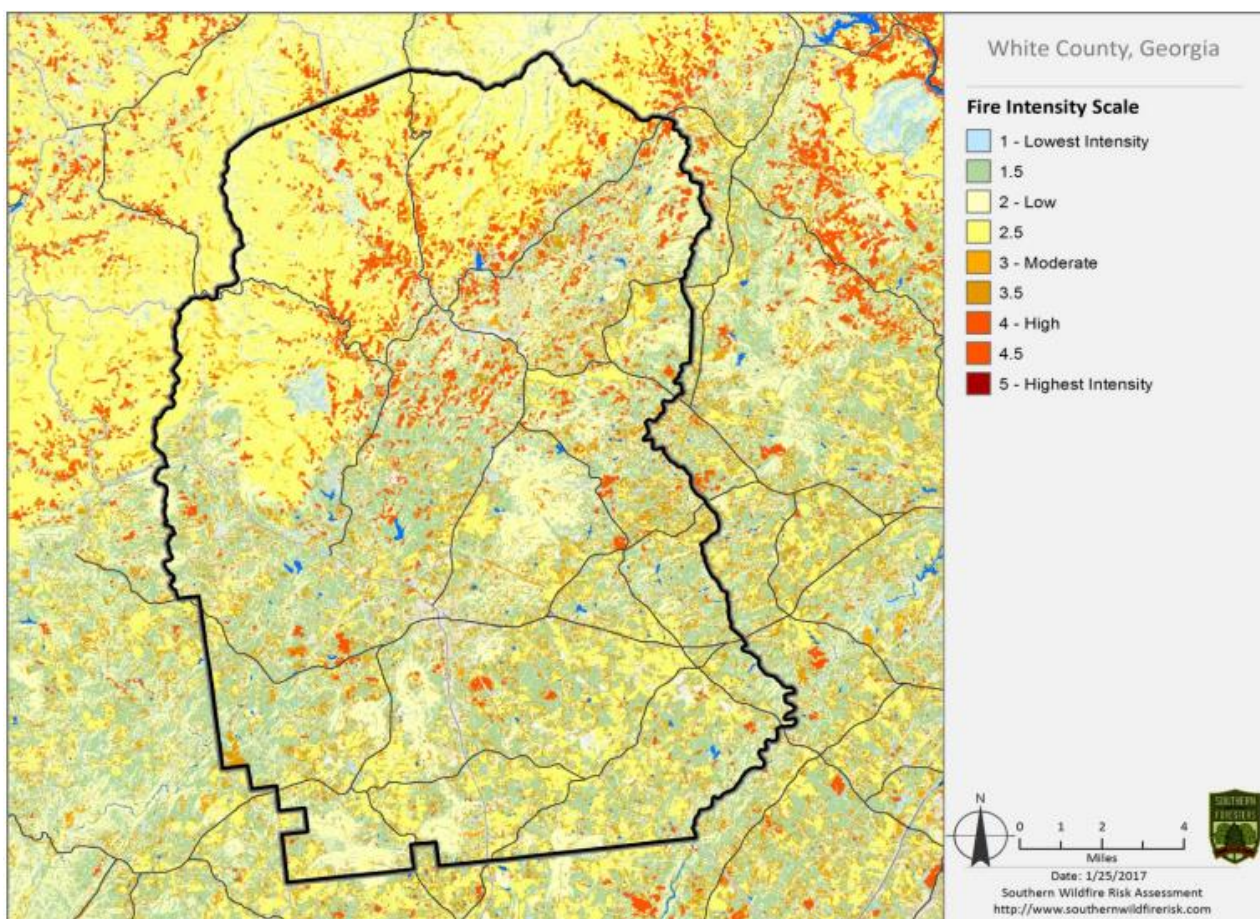 White County, Georgia
Fire Intensity Scale
1 - Lowest Intensity
1.5
2 - Low
2.5
3 - Moderate
3.5
4 - High
4.5
5 - Highest Intensity
N
0 1 2 4
Miles
SOUTHERN
FORESTERS
Date: 1/25/2017
Southern Wildfire Risk Assessment
http://www.southernwildfirerisk.com